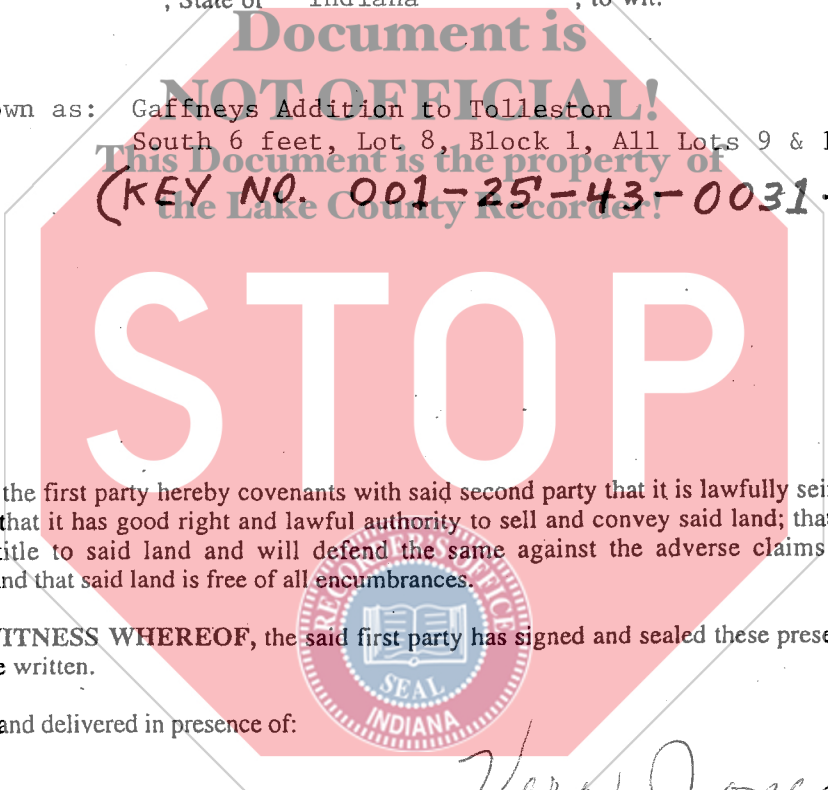 , State of Indiana , to wit:
Document is
NOT OFFICIAL!
own as: Gaffneys Addition to Tolleston
South 6 feet, Lot 8, Block 1, All Lots 9 & 1
This Document is the property of
(KEY NO. 001-25-43-0031-
the Lake County Recorder!
STOP
the first party hereby covenants with said second party that it is lawfully sei
that it has good right and lawful authority to sell and convey said land; tha
itle to said land and will defend the same against the adverse claims
nd that said land is free of all encumbrances.
ITNESS WHEREOF, the said first party has signed and sealed these prese
e written.
RECORDER'S OFFICE
SEAL
INDIANA
and delivered in presence of: